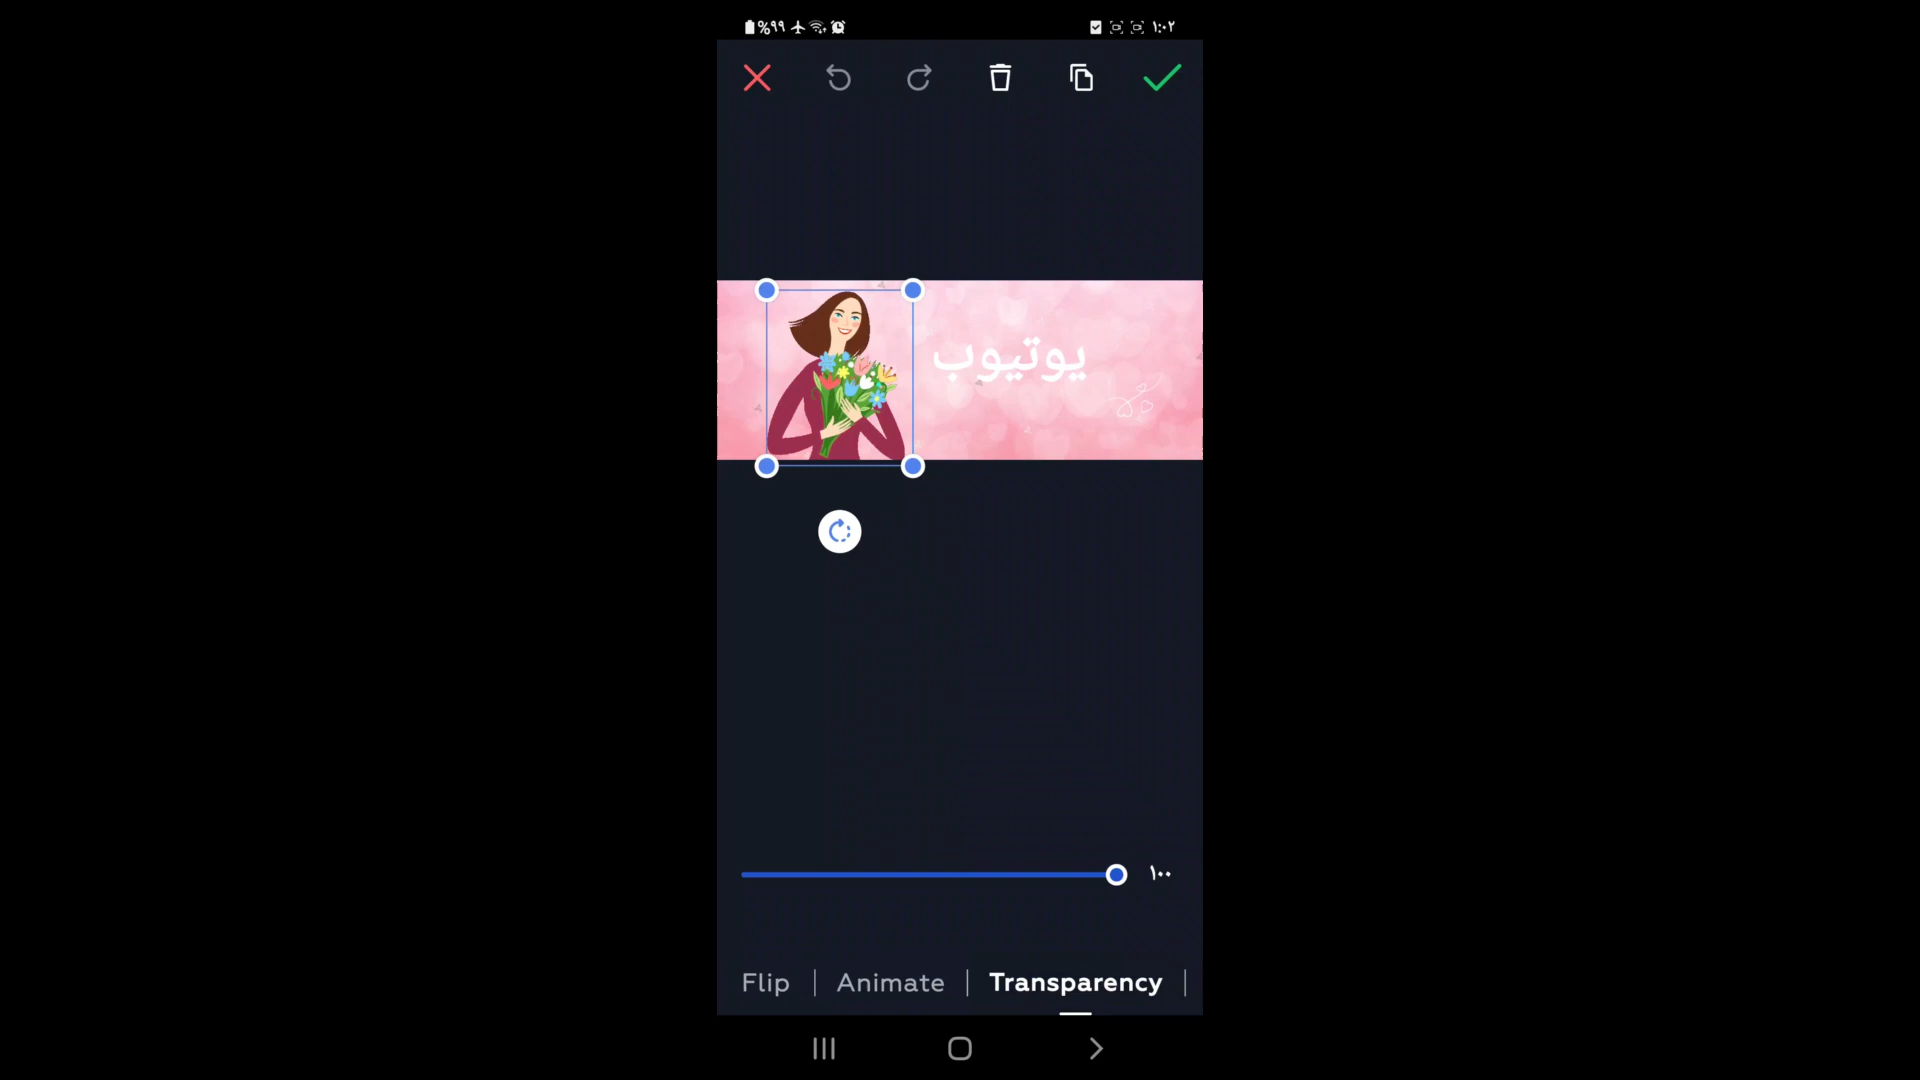 %٩٩ ١:٠٢
يوتيوب
١٠٠
Flip | Animate | Transparency |